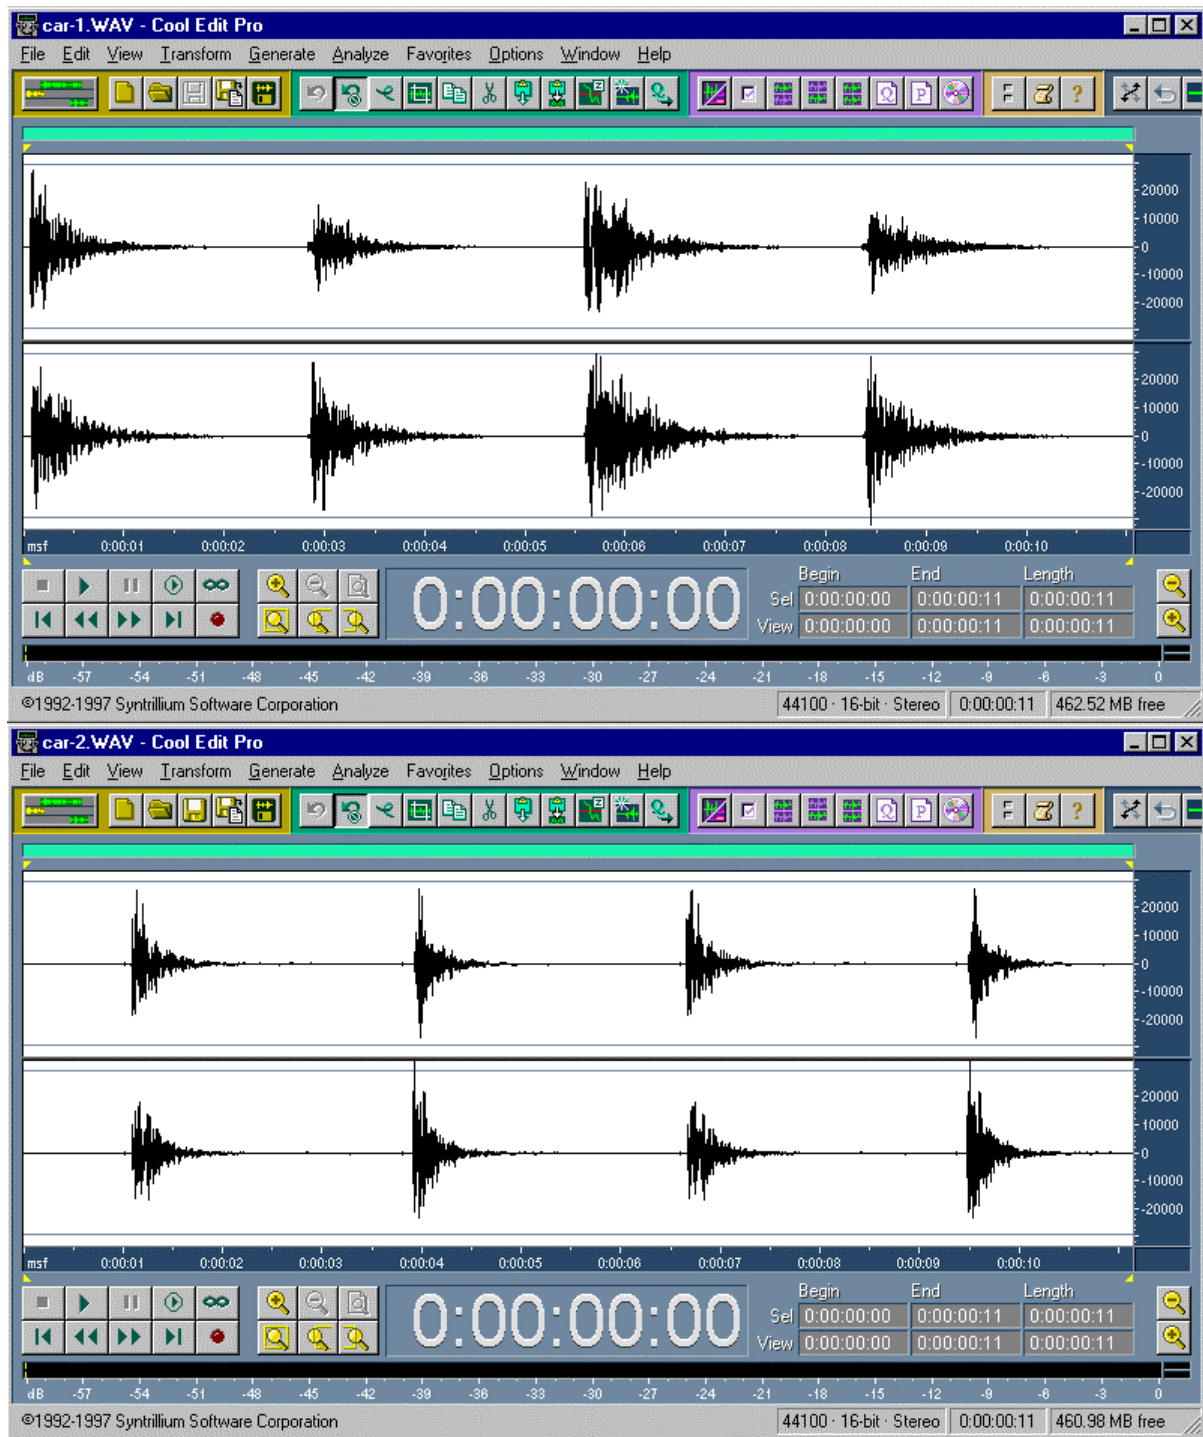 car-1.WAV - Cool Edit Pro
File Edit View Transform Generate Analyze Favorites Options Window Help
F
F Q P ?
20000
10000
0
-10000
-20000
20000
10000
0
-10000
-20000
msf 0:00:01 0:00:02 0:00:03 0:00:04 0:00:05 0:00:06 0:00:07 0:00:08 0:00:09 0:00:10
0:00:00:00
Begin End Length
Sel 0:00:00:00 0:00:00:11 0:00:00:11
View 0:00:00:00 0:00:00:11 0:00:00:11
dB -57 -54 -51 -48 -45 -42 -39 -36 -33 -30 -27 -24 -21 -18 -15 -12 -9 -6 -3 0
©1992-1997 Syntrillium Software Corporation 44100 · 16-bit · Stereo 0:00:00:11 462.52 MB free
car-2.WAV - Cool Edit Pro
File Edit View Transform Generate Analyze Favorites Options Window Help
Q P F F ?
20000
10000
0
-10000
-20000
20000
10000
0
-10000
-20000
msf 0:00:01 0:00:02 0:00:03 0:00:04 0:00:05 0:00:06 0:00:07 0:00:08 0:00:09 0:00:10
0:00:00:00
Begin End Length
Sel 0:00:00:00 0:00:00:11 0:00:00:11
View 0:00:00:00 0:00:00:11 0:00:00:11
dB -57 -54 -51 -48 -45 -42 -39 -36 -33 -30 -27 -24 -21 -18 -15 -12 -9 -6 -3 0
©1992-1997 Syntrillium Software Corporation 44100 · 16-bit · Stereo 0:00:00:11 460.98 MB free